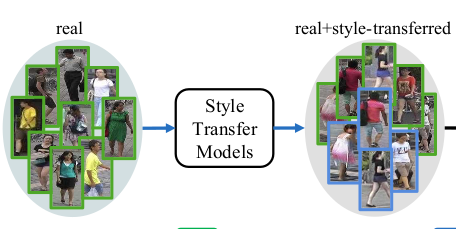 real
real+style-transferred
Style
Transfer
Models